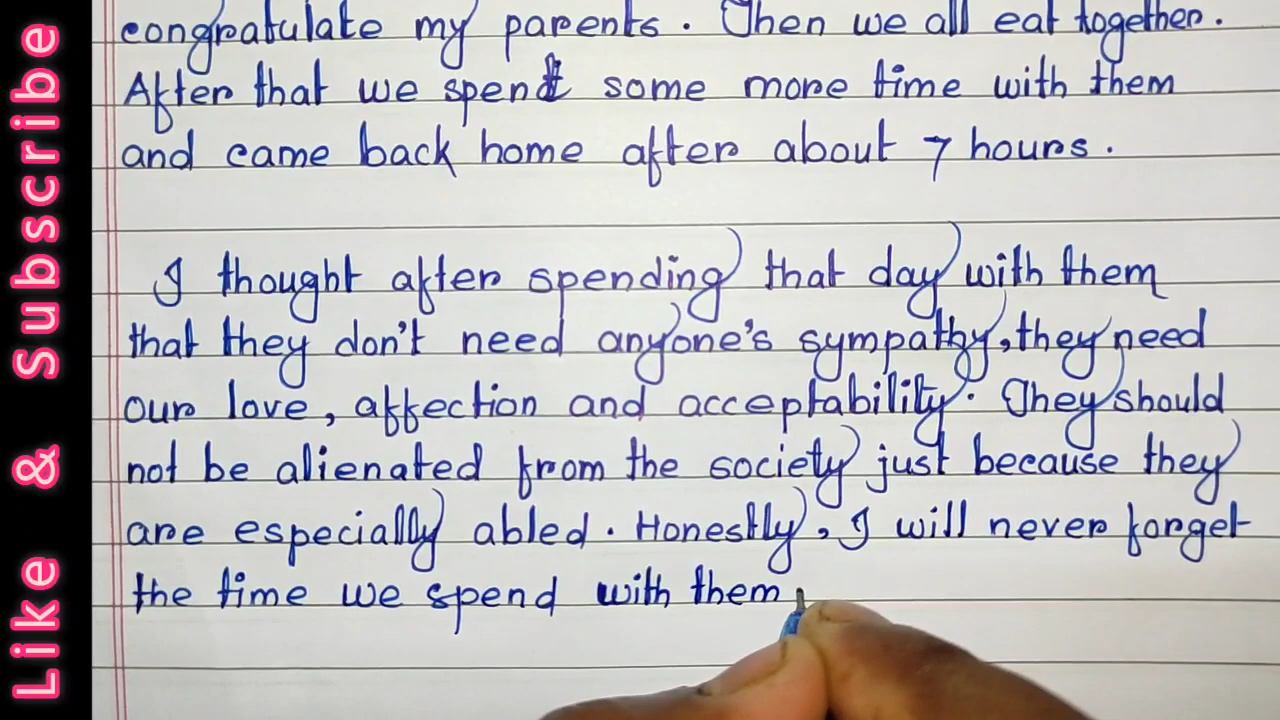 Like & Subscribe
congratulate my parents. Then we all eat together.
After that we spent some more time with them
and came back home after about 7 hours.
I thought after spending that day with them
that they don't need anyone's sympathy, they need
our love, affection and acceptability. They should
not be alienated from the society just because they
are especially abled. Honestly, I will never forget
the time we spend with them